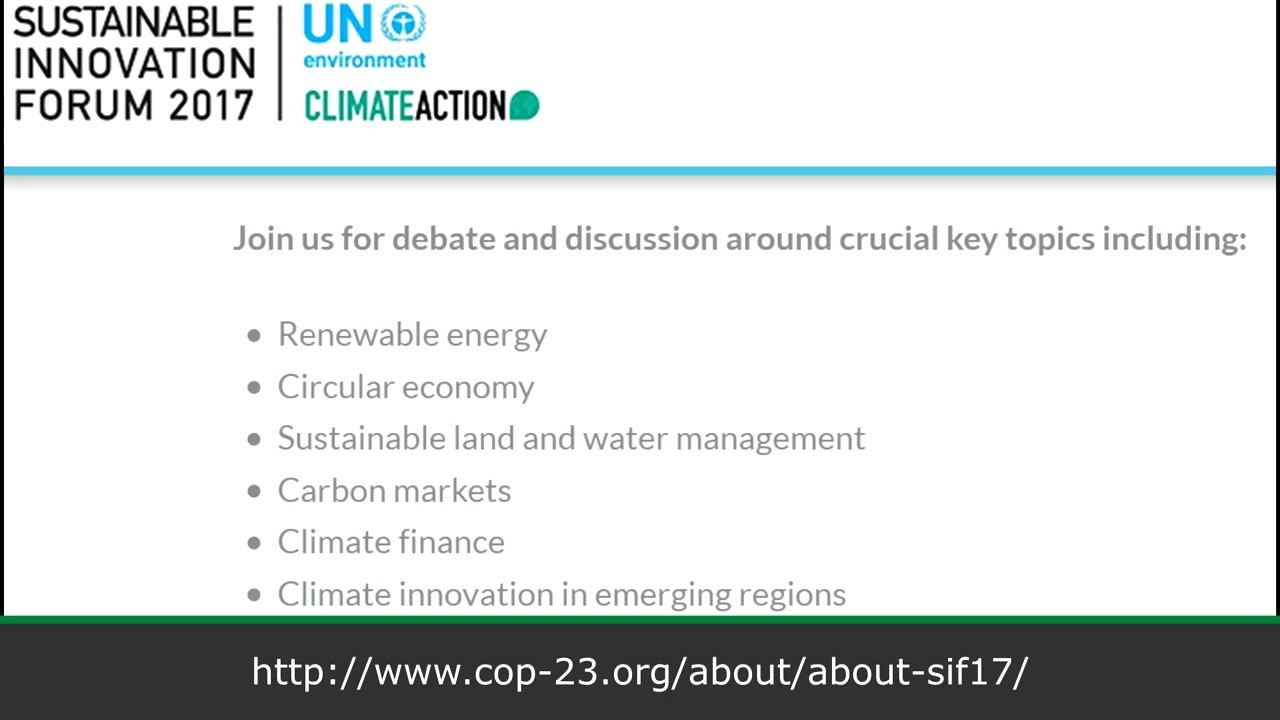 SUSTAINABLE
INNOVATION
FORUM 2017
UN
environment
CLIMATEACTION
Join us for debate and discussion around crucial key topics including:
• Renewable energy
• Circular economy
• Sustainable land and water management
• Carbon markets
• Climate finance
• Climate innovation in emerging regions
http://www.cop-23.org/about/about-sif17/